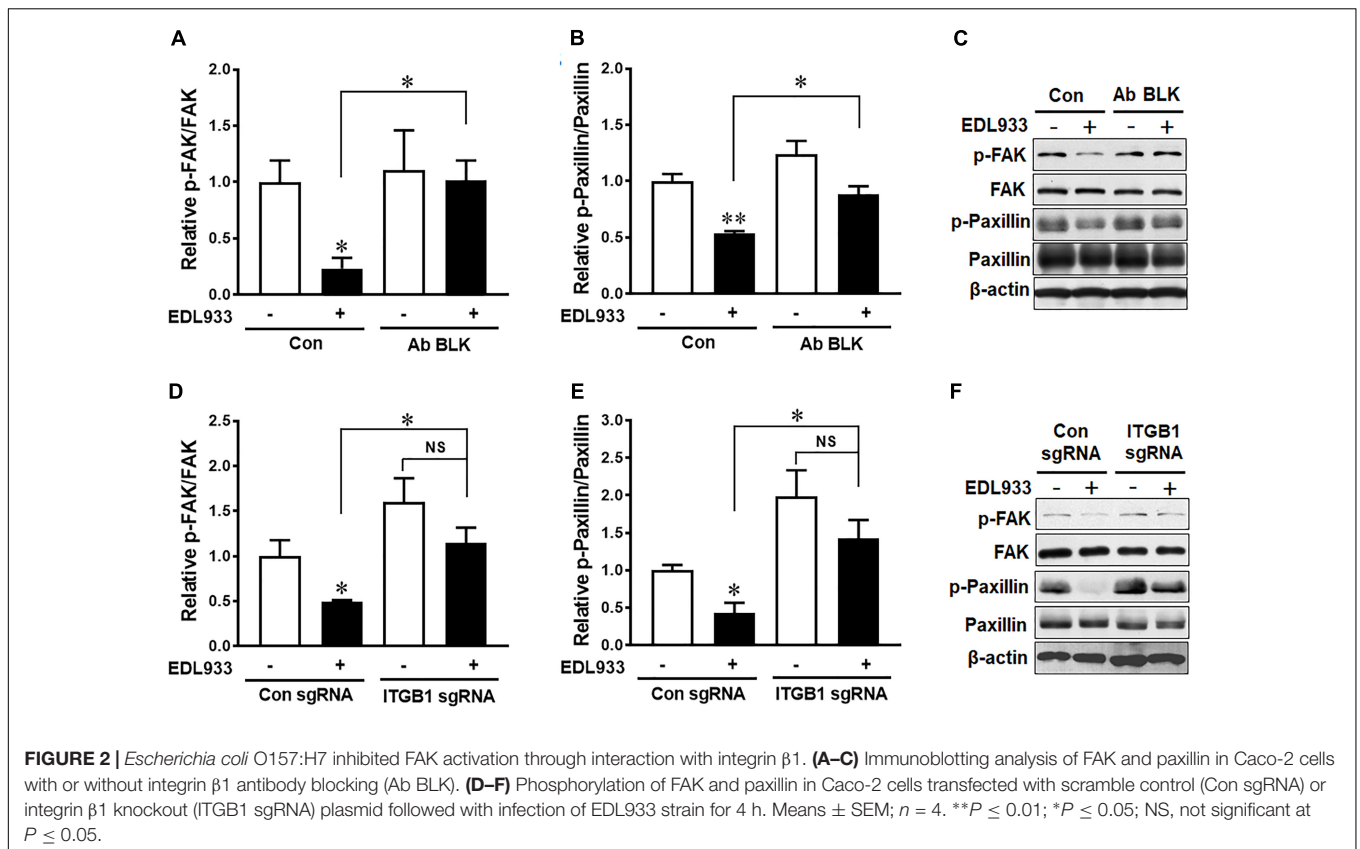 A
Relative p-FAK/FAK
2.0
1.5
1.0
0.5
0.0
*
*
EDL933 - + - +
Con Ab BLK
B
Relative p-Paxillin/Paxillin
2.0
1.5
1.0
0.5
0.0
*
**
EDL933 - + - +
Con Ab BLK
C
Con Ab BLK
EDL933 - + - +
p-FAK
FAK
p-Paxillin
Paxillin
β-actin
D
Relative p-FAK/FAK
2.5
2.0
1.5
1.0
0.5
0.0
*
NS
*
EDL933 - + - +
Con sgRNA ITGB1 sgRNA
E
Relative p-Paxillin/Paxillin
3.0
2.5
2.0
1.5
1.0
0.5
0.0
*
NS
*
EDL933 - + - +
Con sgRNA ITGB1 sgRNA
F
Con ITGB1
sgRNA sgRNA
EDL933 - + - +
p-FAK
FAK
p-Paxillin
Paxillin
β-actin
FIGURE 2 | Escherichia coli O157:H7 inhibited FAK activation through interaction with integrin β1. (A–C) Immunoblotting analysis of FAK and paxillin in Caco-2 cells
with or without integrin β1 antibody blocking (Ab BLK). (D–F) Phosphorylation of FAK and paxillin in Caco-2 cells transfected with scramble control (Con sgRNA) or
integrin β1 knockout (ITGB1 sgRNA) plasmid followed with infection of EDL933 strain for 4 h. Means ± SEM; n = 4. **P ≤ 0.01; *P ≤ 0.05; NS, not significant at
P ≤ 0.05.